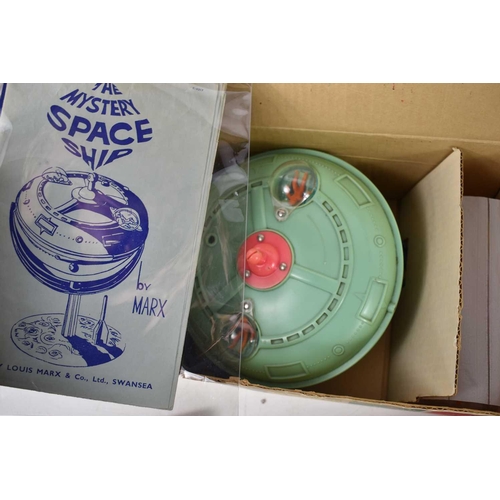 THE
MYSTERY
SPACE
SHIP
by
MARX
LOUIS MARX & Co., Ltd., SWANSEA